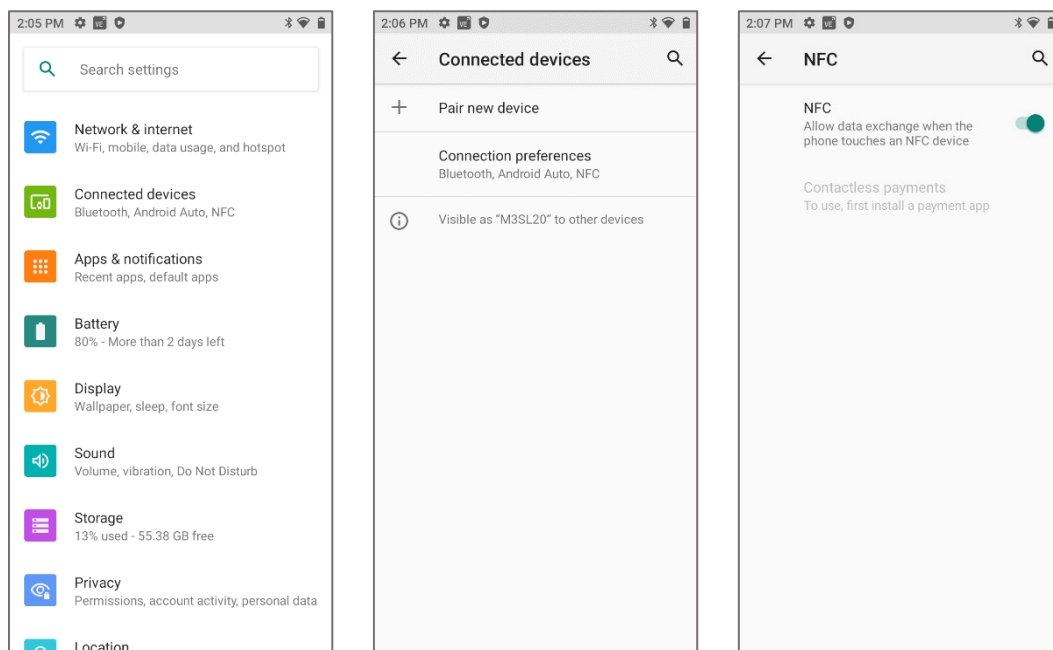 2:05 PM
Search settings
Network & internet
Wi-Fi, mobile, data usage, and hotspot
Connected devices
Bluetooth, Android Auto, NFC
Apps & notifications
Recent apps, default apps
Battery
80% - More than 2 days left
Display
Wallpaper, sleep, font size
Sound
Volume, vibration, Do Not Disturb
Storage
13% used - 55.38 GB free
Privacy
Permissions, account activity, personal data
Location
2:06 PM
Connected devices
Pair new device
Connection preferences
Bluetooth, Android Auto, NFC
Visible as “M3SL20” to other devices
2:07 PM
NFC
NFC
Allow data exchange when the
phone touches an NFC device
Contactless payments
To use, first install a payment app